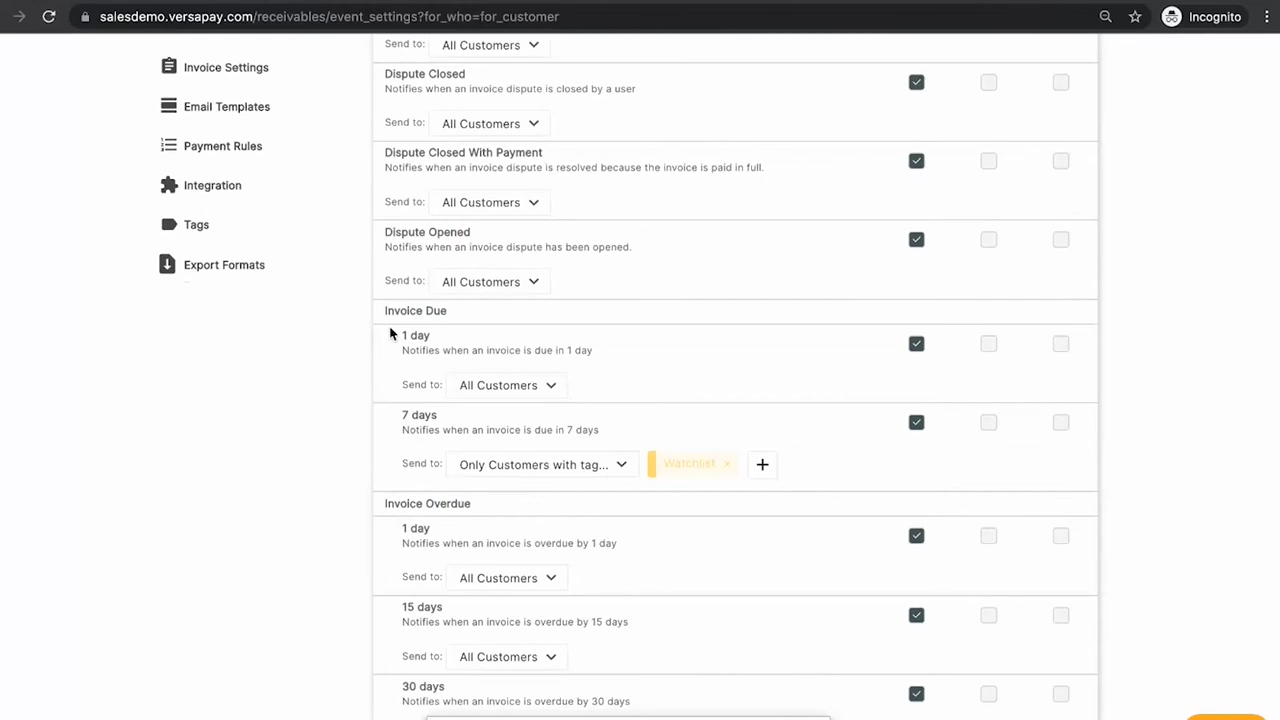 salesdemo.versapay.com/receivables/event_settings?for_who=for_customer
Incognito
Invoice Settings
Email Templates
Payment Rules
Integration
Tags
Export Formats
Send to: All Customers
Dispute Closed
Notifies when an invoice dispute is closed by a user
Send to: All Customers
Dispute Closed With Payment
Notifies when an invoice dispute is resolved because the invoice is paid in full.
Send to: All Customers
Dispute Opened
Notifies when an invoice dispute has been opened.
Send to: All Customers
Invoice Due
1 day
Notifies when an invoice is due in 1 day
Send to: All Customers
7 days
Notifies when an invoice is due in 7 days
Send to: Only Customers with tag... Watchlist × +
Invoice Overdue
1 day
Notifies when an invoice is overdue by 1 day
Send to: All Customers
15 days
Notifies when an invoice is overdue by 15 days
Send to: All Customers
30 days
Notifies when an invoice is overdue by 30 days